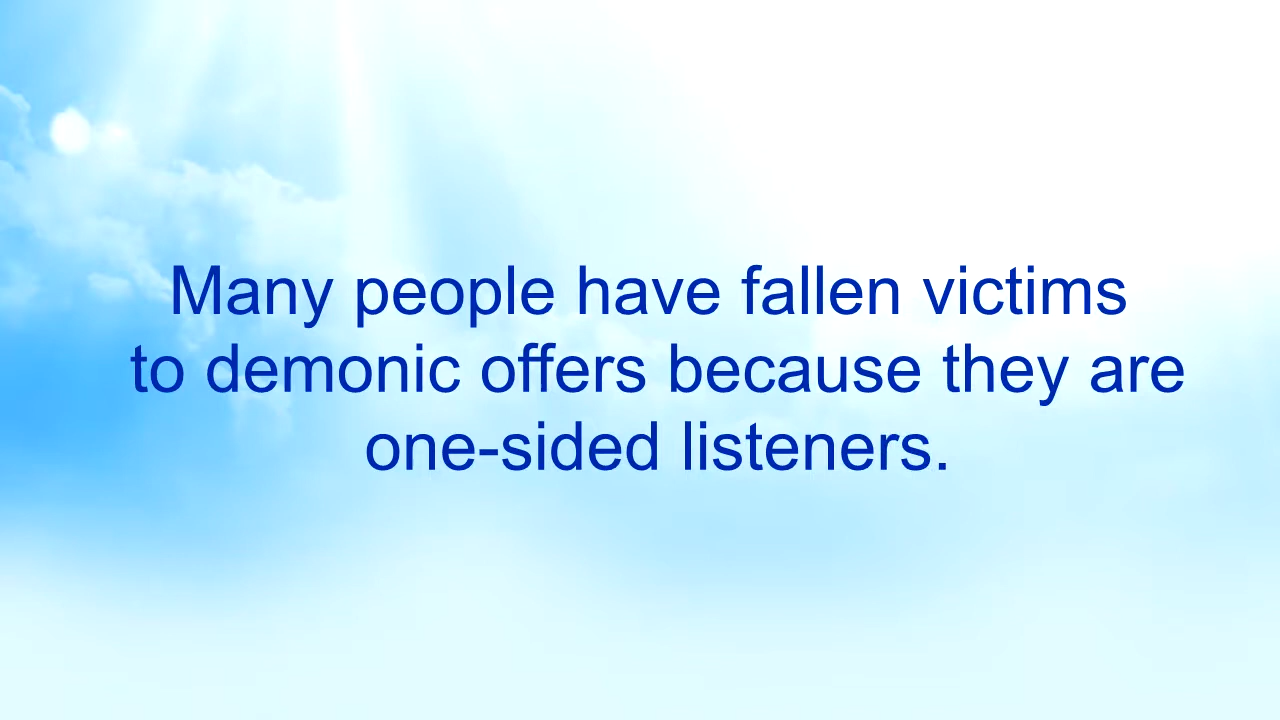 Many people have fallen victims
to demonic offers because they are
one-sided listeners.